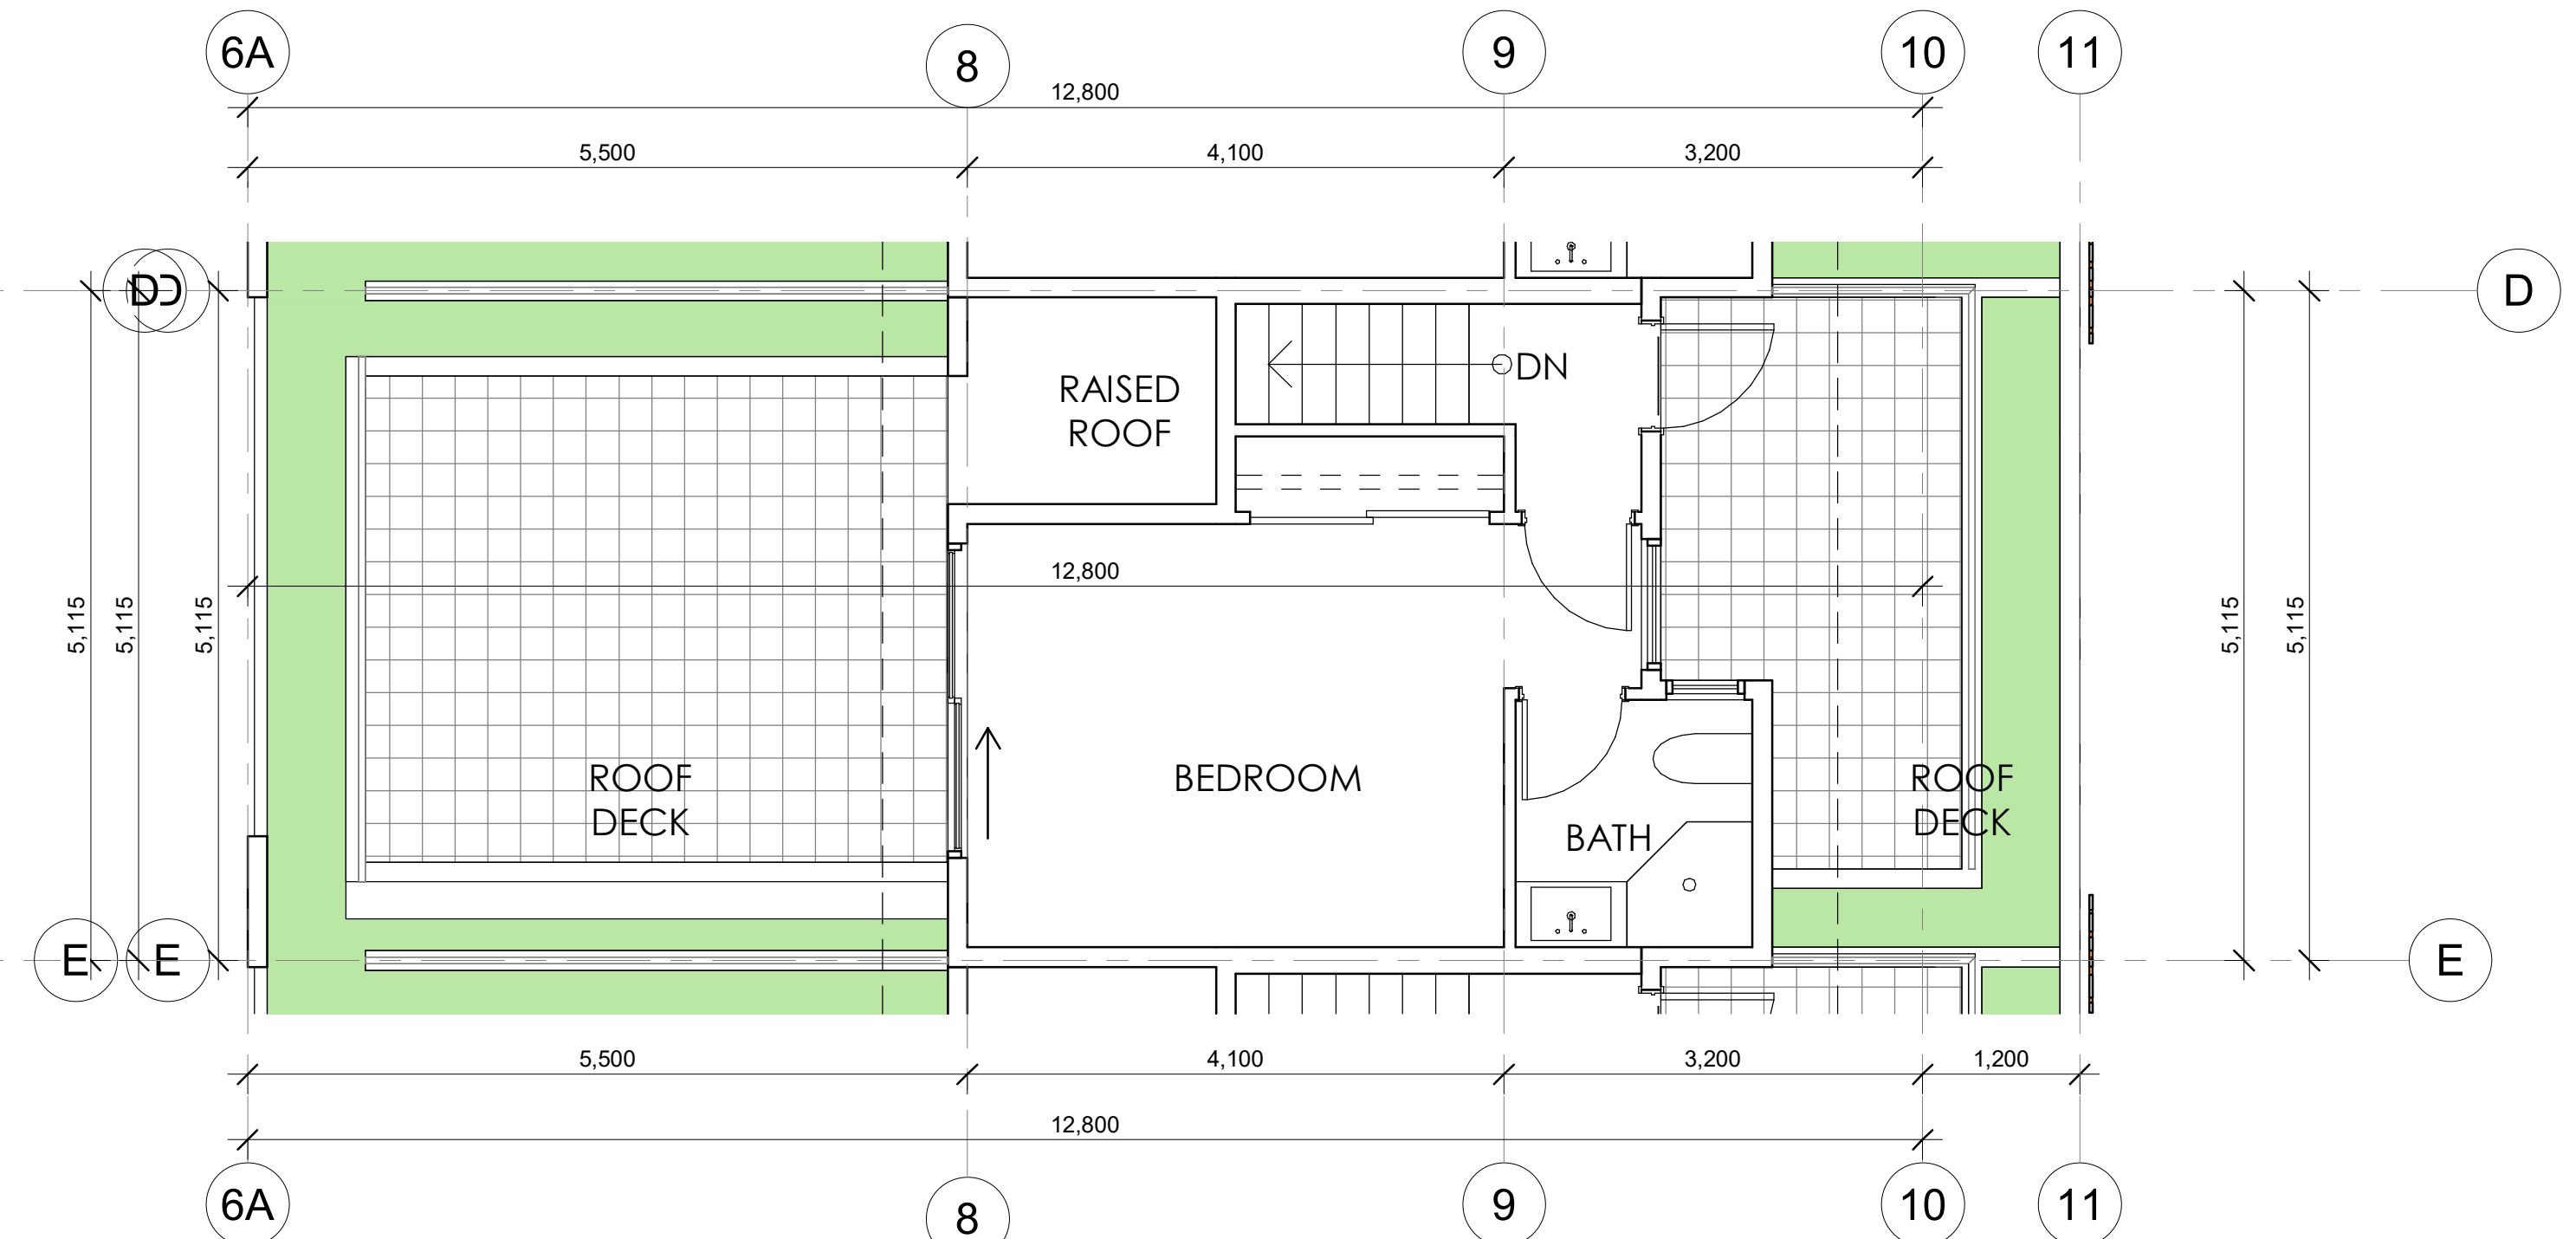 6A
8
9
10
11
12,800
5,500
4,100
3,200
D
D
D
RAISED
ROOF
DN
12,800
5,115
5,115
5,115
5,115
5,115
ROOF
DECK
BEDROOM
BATH
ROOF
DECK
E
E
E
5,500
4,100
3,200
1,200
12,800
6A
8
9
10
11